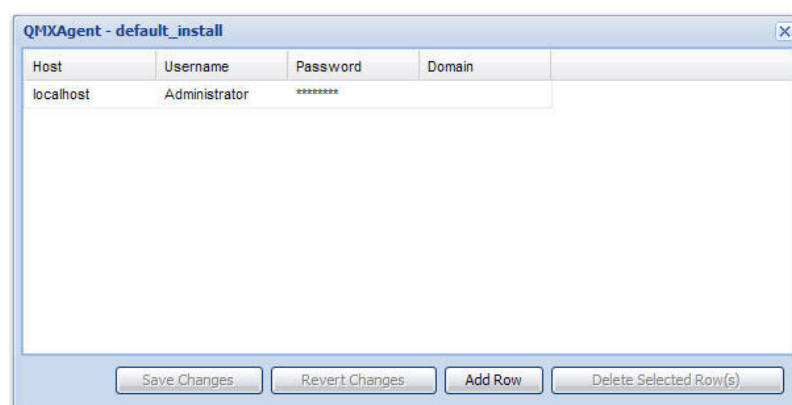 QMXAgent - default_install
Host Username Password Domain
localhost Administrator ********
Save Changes Revert Changes Add Row Delete Selected Row(s)